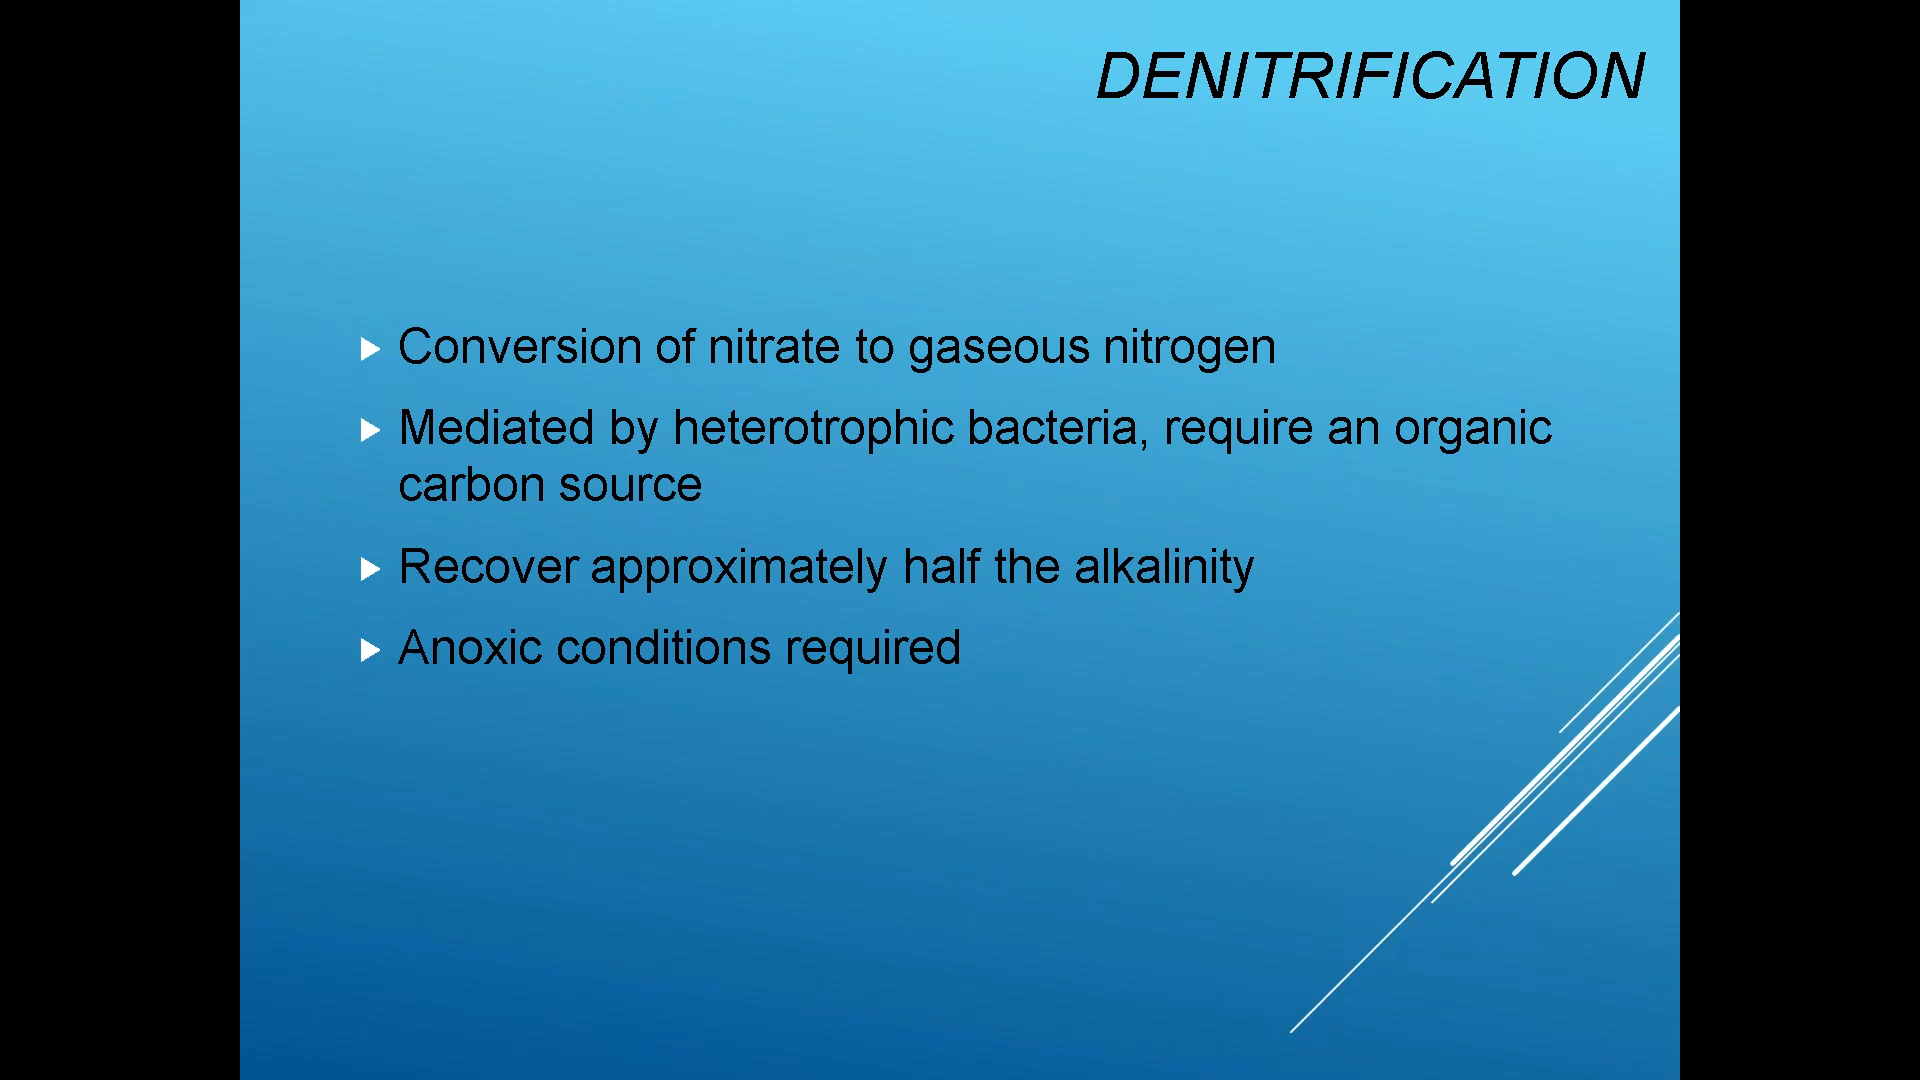 DENITRIFICATION
Conversion of nitrate to gaseous nitrogen
Mediated by heterotrophic bacteria, require an organic
carbon source
Recover approximately half the alkalinity
Anoxic conditions required